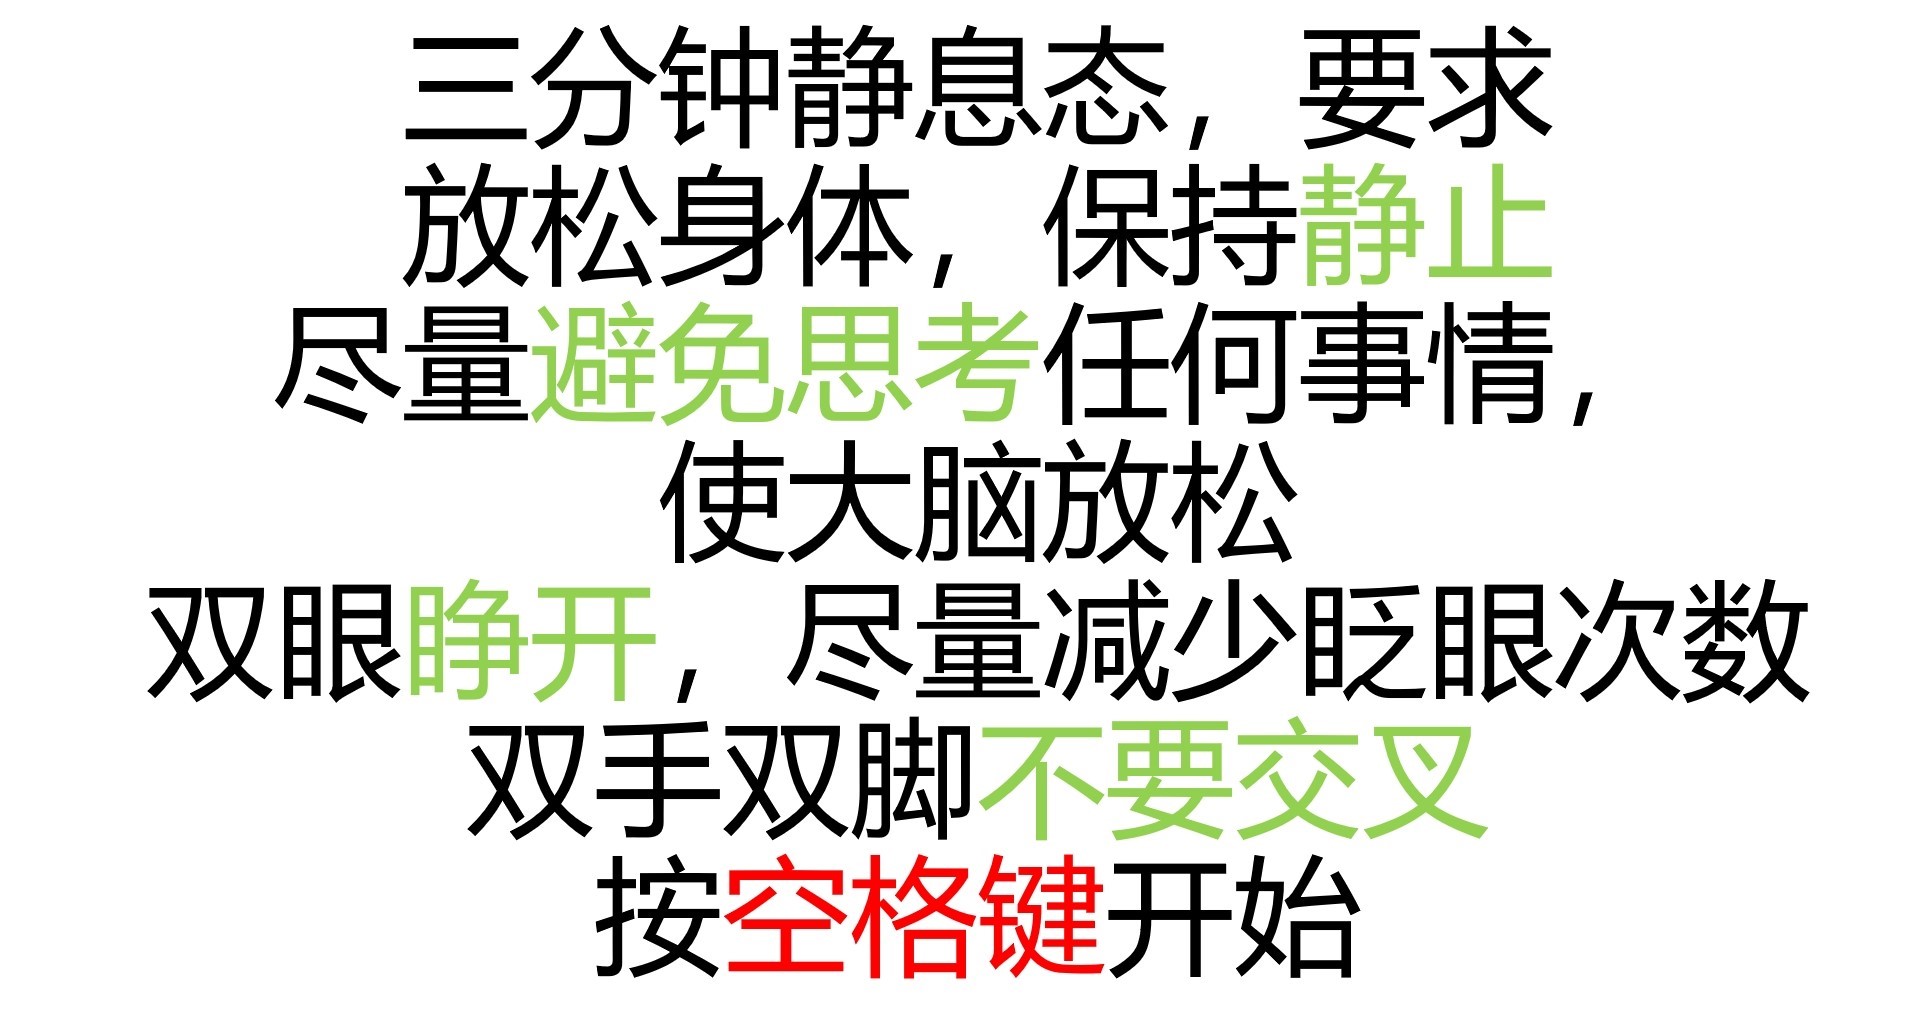 三分钟静息态，要求
放松身体，保持静止
尽量避免思考任何事情，
使大脑放松
双眼睁开，尽量减少眨眼次数
双手双脚不要交叉
按空格键开始